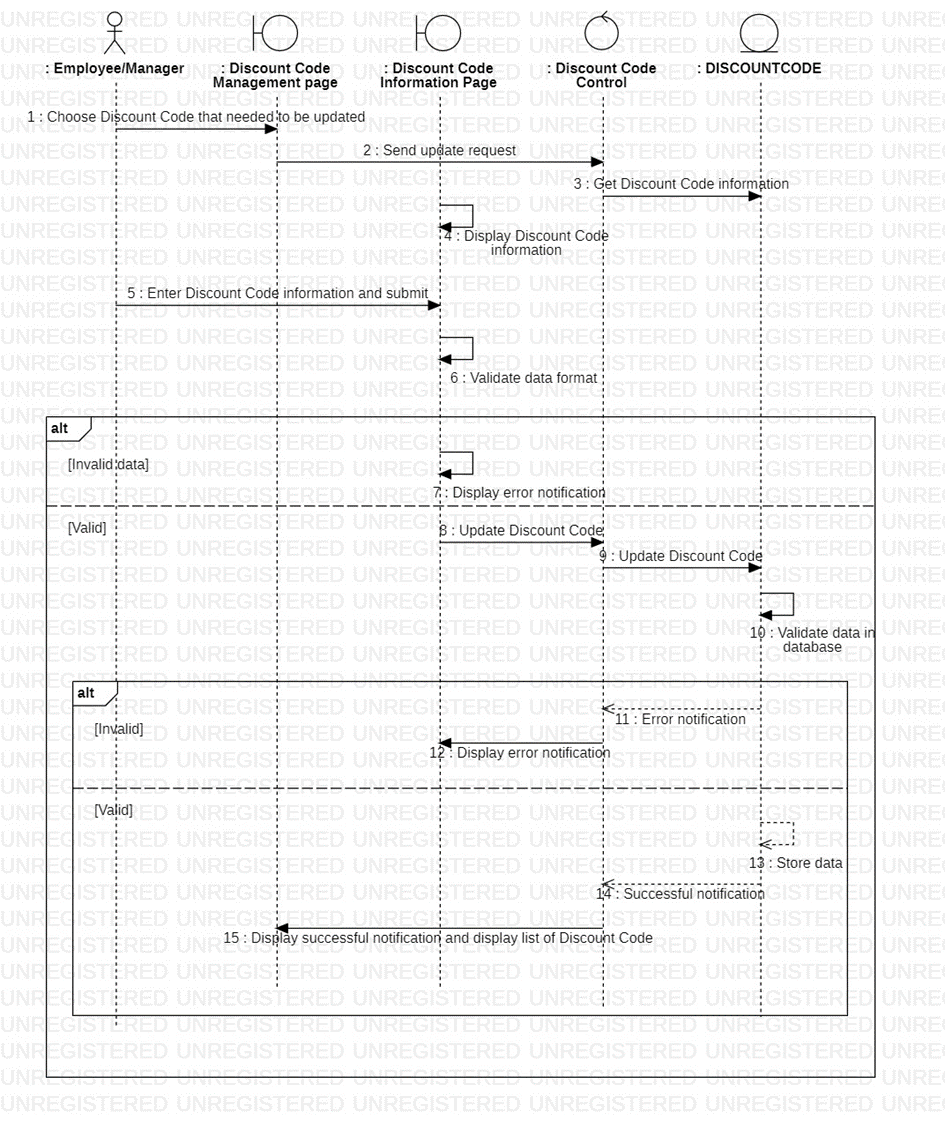 : Employee/Manager
: Discount Code
Management page
: Discount Code
Information Page
: Discount Code
Control
: DISCOUNTCODE
1 : Choose Discount Code that needed to be updated
2 : Send update request
3 : Get Discount Code information
4 : Display Discount Code
information
5 : Enter Discount Code information and submit
6 : Validate data format
alt
[Invalid data]
7 : Display error notification
[Valid]
8 : Update Discount Code
9 : Update Discount Code
10 : Validate data in
database
alt
11 : Error notification
[Invalid]
12 : Display error notification
[Valid]
13 : Store data
14 : Successful notification
15 : Display successful notification and display list of Discount Code
UNREGISTERED